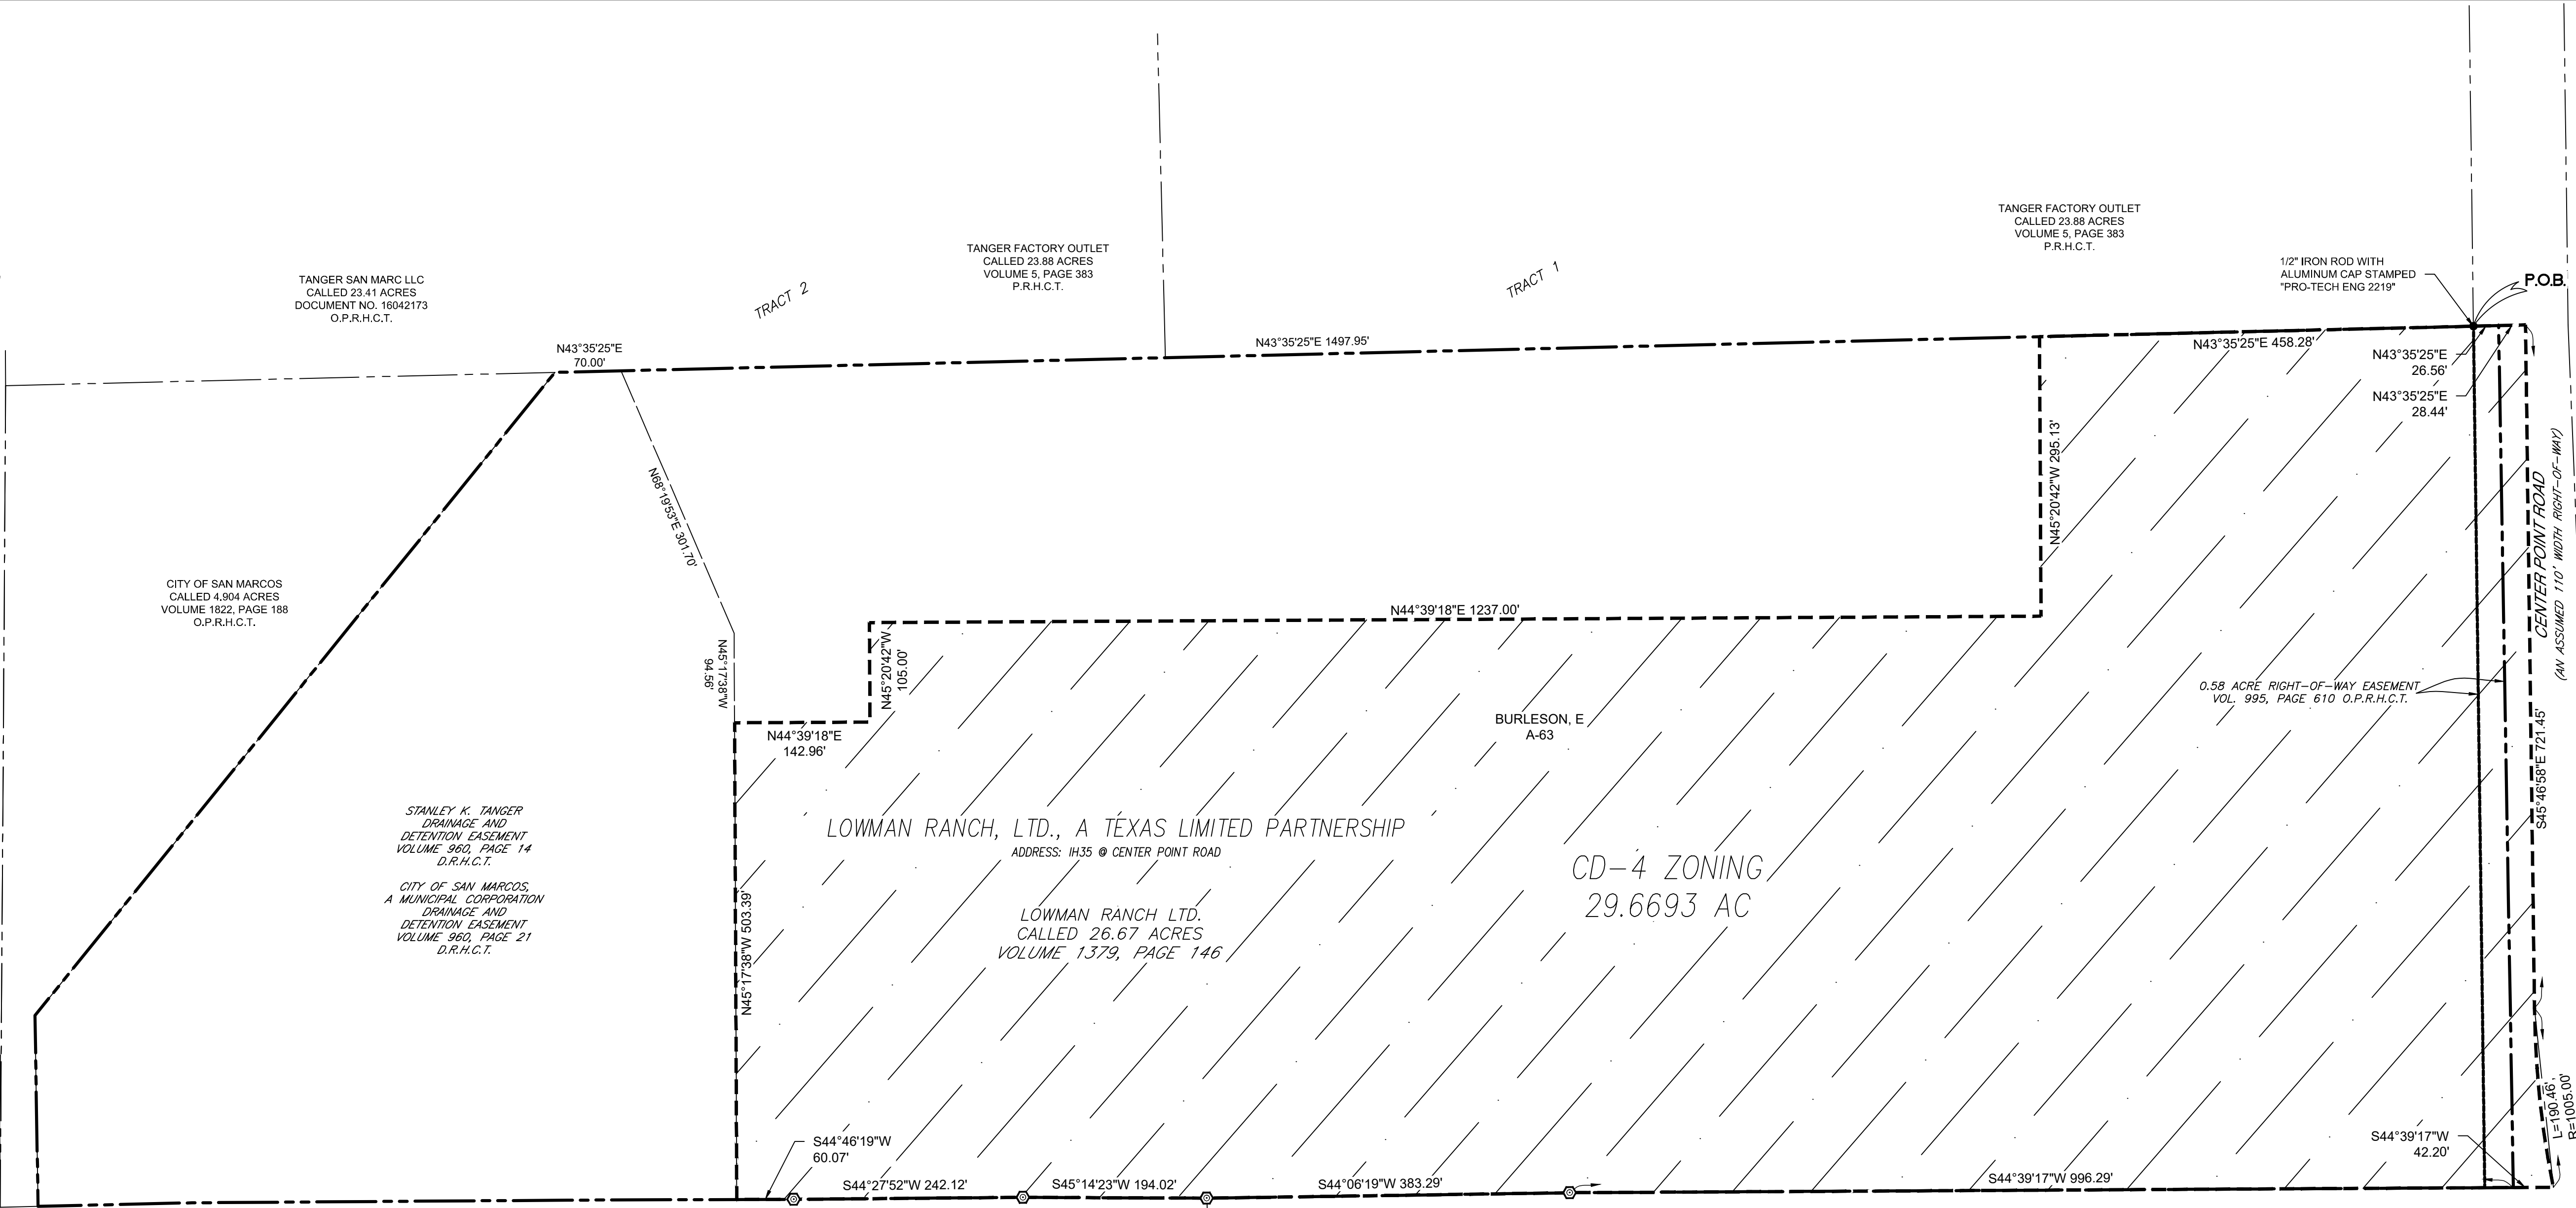 TANGER FACTORY OUTLET
CALLED 23.88 ACRES
VOLUME 5, PAGE 383
P.R.H.C.T.
TANGER FACTORY OUTLET
CALLED 23.88 ACRES
VOLUME 5, PAGE 383
P.R.H.C.T.
TANGER SAN MARC LLC
CALLED 23.41 ACRES
DOCUMENT NO. 16042173
O.P.R.H.C.T.
TRACT 2
TRACT 1
1/2" IRON ROD WITH
ALUMINUM CAP STAMPED
"PRO-TECH ENG 2219"
P.O.B.
N43°35'25"E
70.00'
N43°35'25"E 1497.95'
N43°35'25"E 458.28'
N43°35'25"E
26.56'
N43°35'25"E
28.44'
N68°19'53"E 301.70'
N45°20'42"W 295.13'
CENTER POINT ROAD
(AN ASSUMED 110' WIDTH RIGHT-OF-WAY)
CITY OF SAN MARCOS
CALLED 4.904 ACRES
VOLUME 1822, PAGE 188
O.P.R.H.C.T.
N44°39'18"E 1237.00'
N45°17'38"W
94.56'
N45°20'42"W
105.00'
0.58 ACRE RIGHT-OF-WAY EASEMENT
VOL. 995, PAGE 610 O.P.R.H.C.T.
BURLESON, E
A-63
N44°39'18"E
142.96'
S45°46'58"E 721.45'
STANLEY K. TANGER
DRAINAGE AND
DETENTION EASEMENT
VOLUME 960, PAGE 14
D.R.H.C.T.
CITY OF SAN MARCOS,
A MUNICIPAL CORPORATION
DRAINAGE AND
DETENTION EASEMENT
VOLUME 960, PAGE 21
D.R.H.C.T.
LOWMAN RANCH, LTD., A TEXAS LIMITED PARTNERSHIP
ADDRESS: IH35 @ CENTER POINT ROAD
CD-4 ZONING
29.6693 AC
LOWMAN RANCH LTD.
CALLED 26.67 ACRES
VOLUME 1379, PAGE 146
N45°17'38"W 503.39'
L=190.46',
R=1005.00'
S44°46'19"W
60.07'
S44°39'17"W
42.20'
S44°27'52"W 242.12'
S45°14'23"W 194.02'
S44°06'19"W 383.29'
S44°39'17"W 996.29'